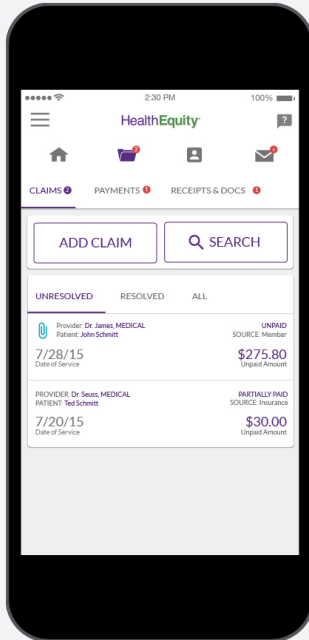 2:30 PM
100%
HealthEquity
?
CLAIMS 2 PAYMENTS 1 RECEIPTS & DOCS 1
ADD CLAIM SEARCH
UNRESOLVED RESOLVED ALL
Provider: Dr. James, MEDICAL UNPAID
Patient: John Schmitt SOURCE: Member
7/28/15 $275.80
Date of Service Unpaid Amount
PROVIDER: Dr. Seuss, MEDICAL PARTIALLY PAID
PATIENT: Ted Schmitt SOURCE: Insurance
7/20/15 $30.00
Date of Service Unpaid Amount